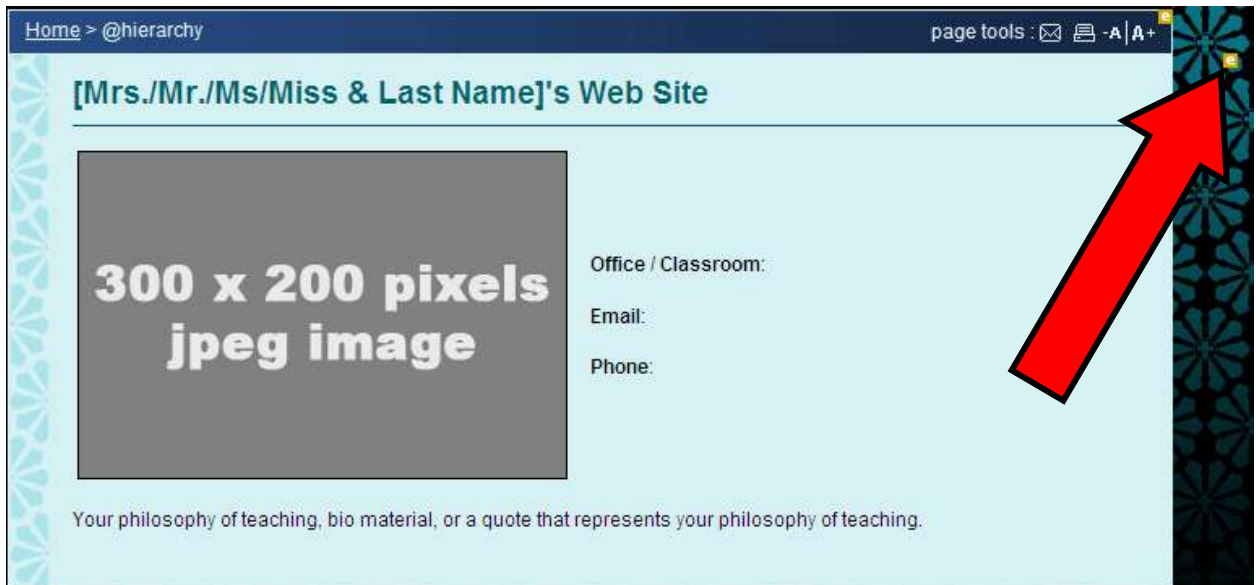 Home > @hierarchy
page tools : -A|A+
e
e
[Mrs./Mr./Ms/Miss & Last Name]'s Web Site
300 x 200 pixels
jpeg image
Office / Classroom:
Email:
Phone:
Your philosophy of teaching, bio material, or a quote that represents your philosophy of teaching.